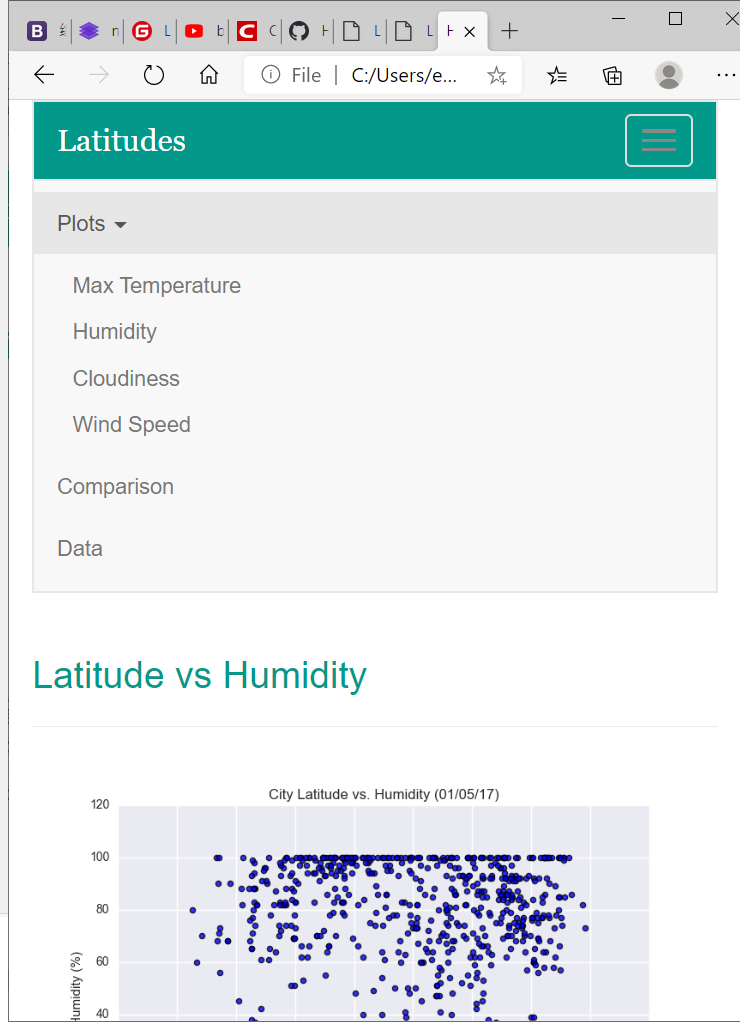 B n G L b C C H L L H
File | C:/Users/e...
Latitudes
Plots
Max Temperature
Humidity
Cloudiness
Wind Speed
Comparison
Data
Latitude vs Humidity
City Latitude vs. Humidity (01/05/17)
120
100
80
60
40
Humidity (%)